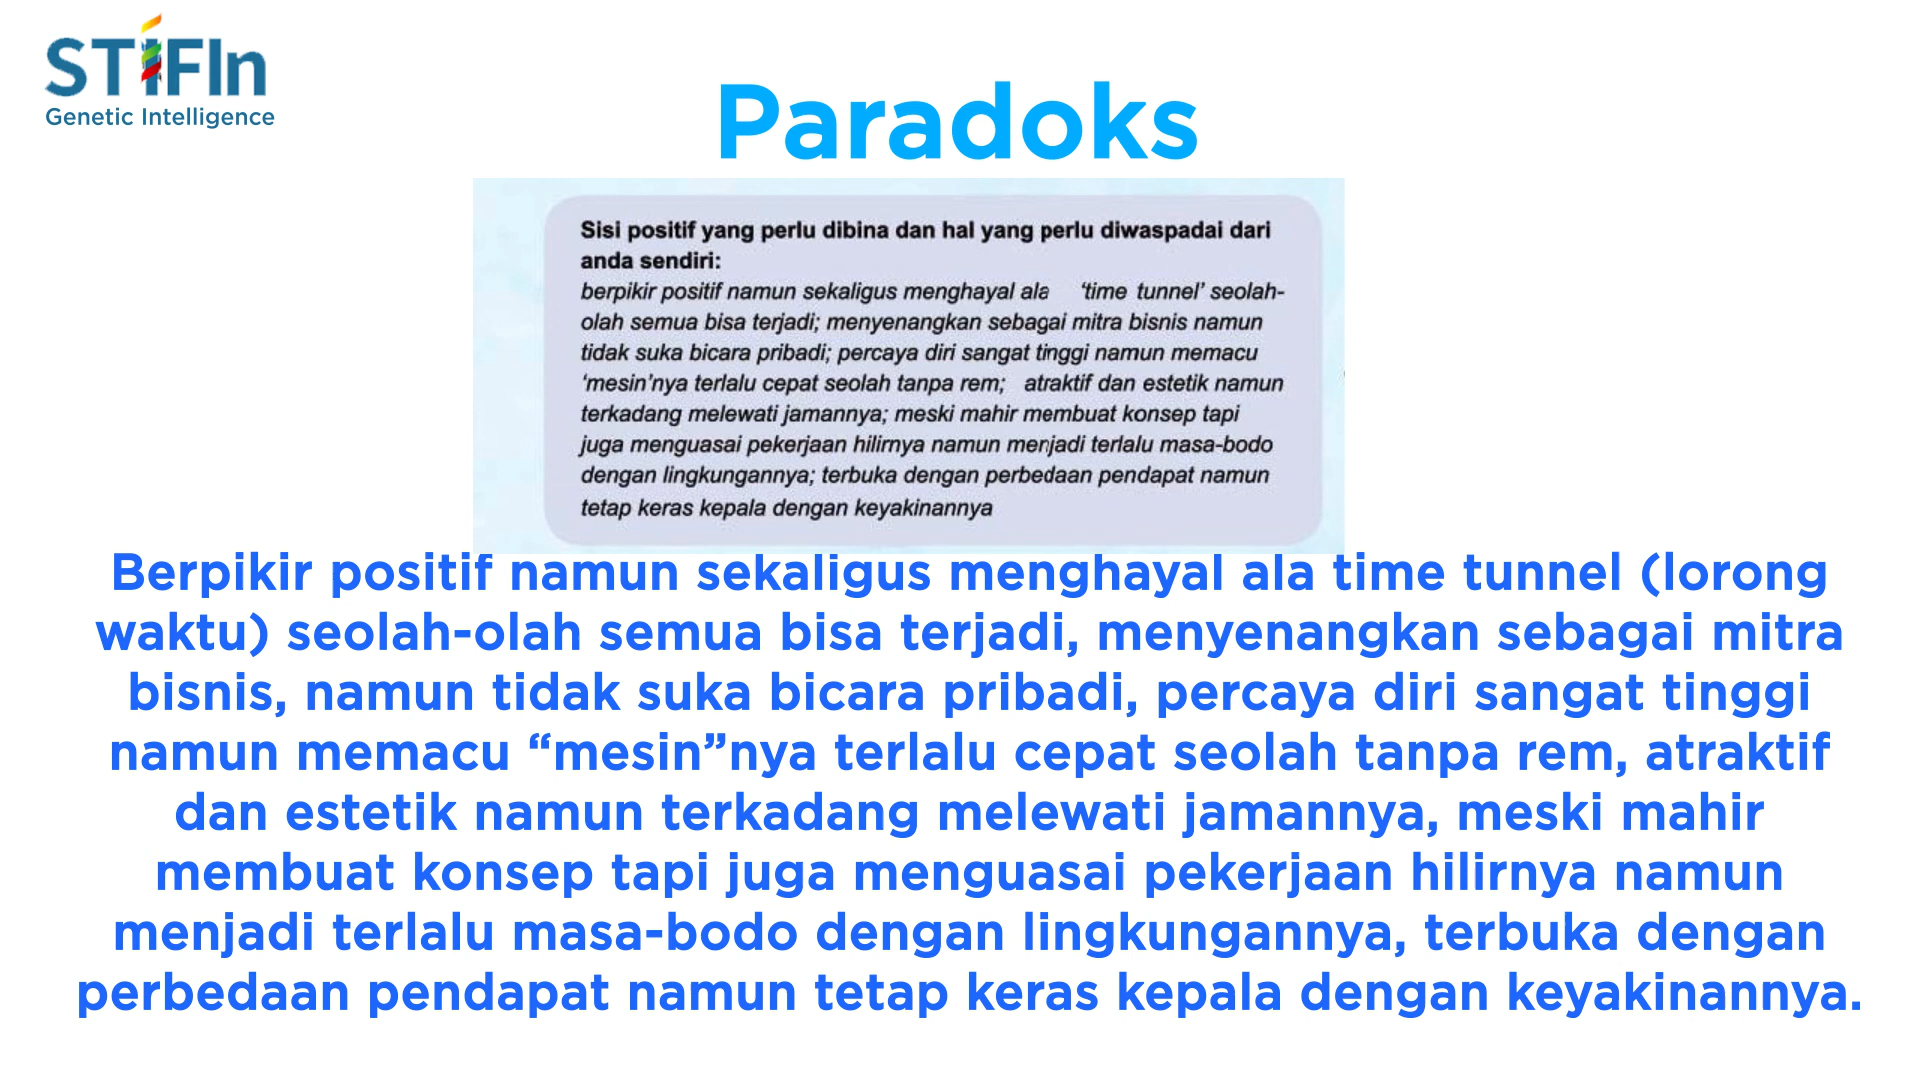 STIFIn
Genetic Intelligence
Paradoks
Sisi positif yang perlu dibina dan hal yang perlu diwaspadai dari
anda sendiri:
berpikir positif namun sekaligus menghayal ala 'time tunnel' seolah-
olah semua bisa terjadi; menyenangkan sebagai mitra bisnis namun
tidak suka bicara pribadi; percaya diri sangat tinggi namun memacu
'mesin'nya terlalu cepat seolah tanpa rem; atraktif dan estetik namun
terkadang melewati jamannya; meski mahir membuat konsep tapi
juga menguasai pekerjaan hilirnya namun menjadi terlalu masa-bodo
dengan lingkungannya; terbuka dengan perbedaan pendapat namun
tetap keras kepala dengan keyakinannya
Berpikir positif namun sekaligus menghayal ala time tunnel (lorong
waktu) seolah-olah semua bisa terjadi, menyenangkan sebagai mitra
bisnis, namun tidak suka bicara pribadi, percaya diri sangat tinggi
namun memacu “mesin”nya terlalu cepat seolah tanpa rem, atraktif
dan estetik namun terkadang melewati jamannya, meski mahir
membuat konsep tapi juga menguasai pekerjaan hilirnya namun
menjadi terlalu masa-bodo dengan lingkungannya, terbuka dengan
perbedaan pendapat namun tetap keras kepala dengan keyakinannya.